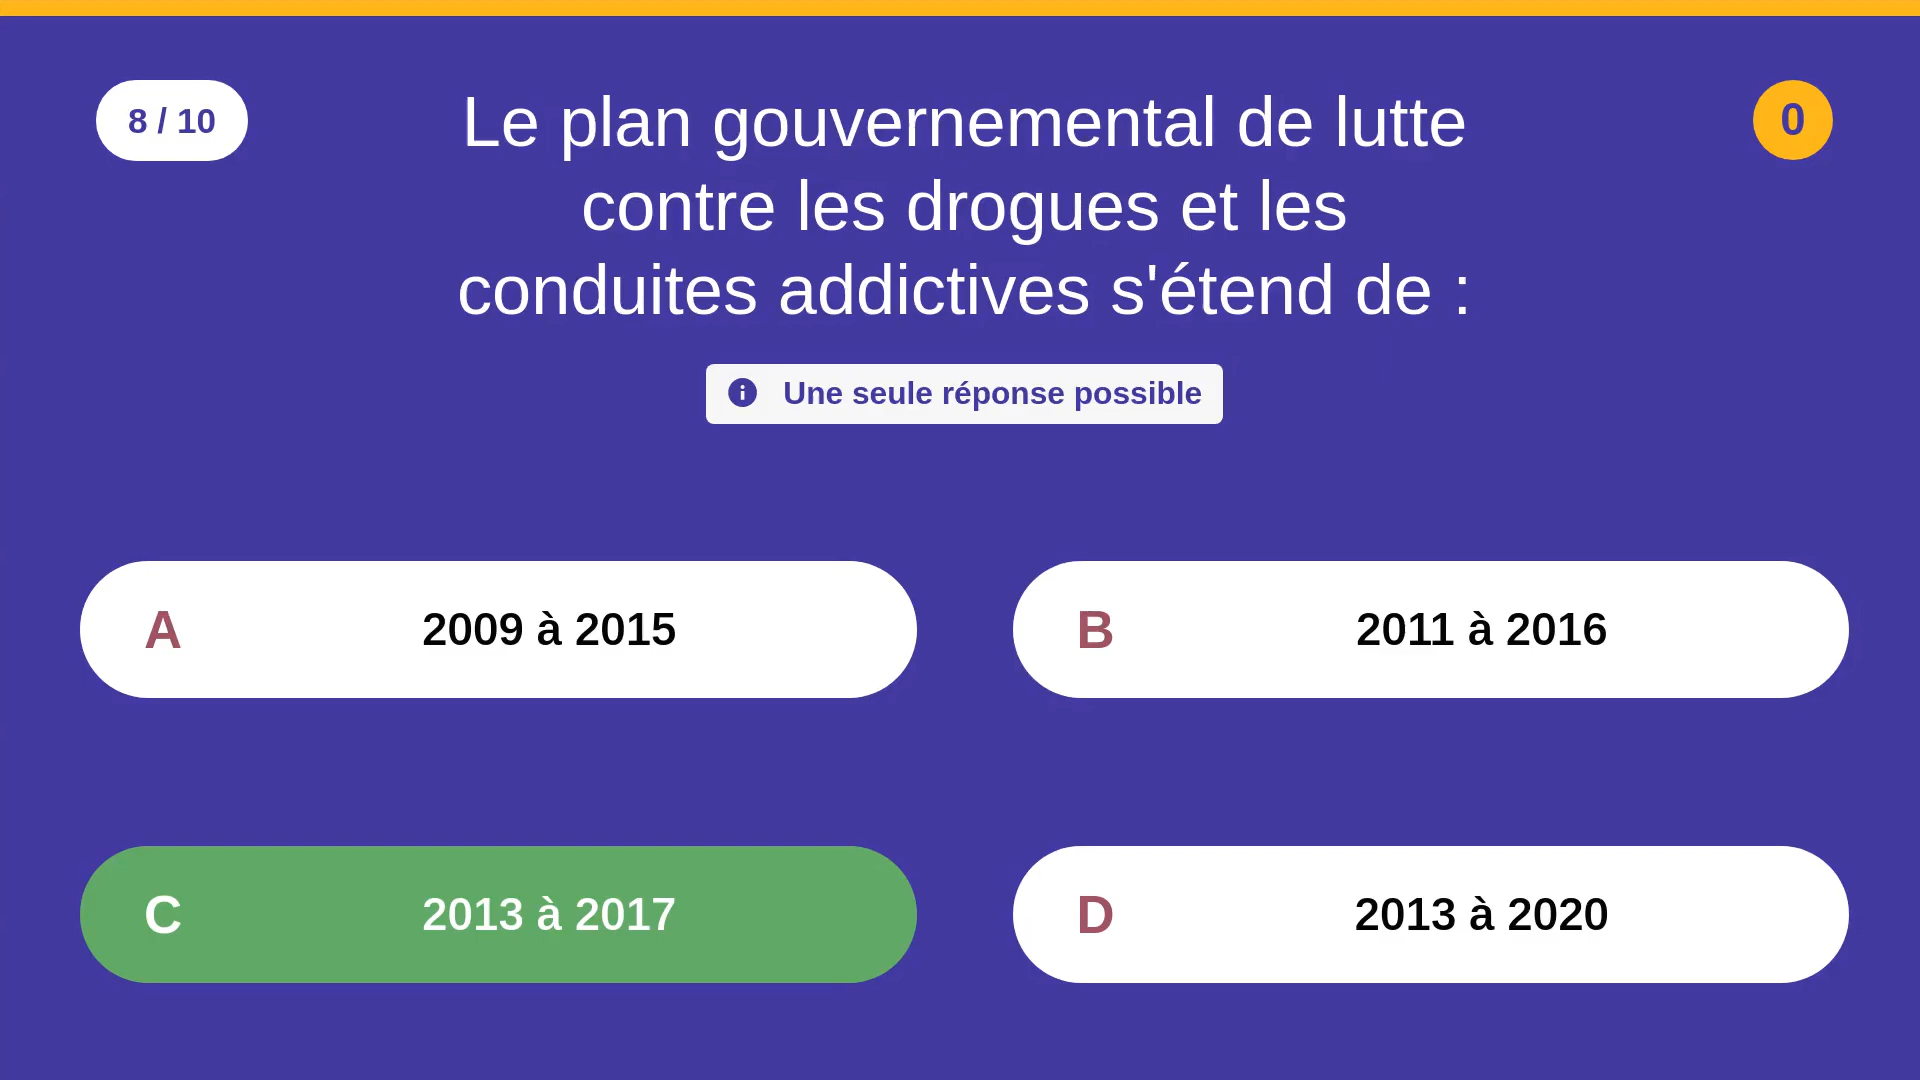 8 / 10
Le plan gouvernemental de lutte
contre les drogues et les
conduites addictives s'étend de :
0
Une seule réponse possible
A 2009 à 2015
B 2011 à 2016
C 2013 à 2017
D 2013 à 2020